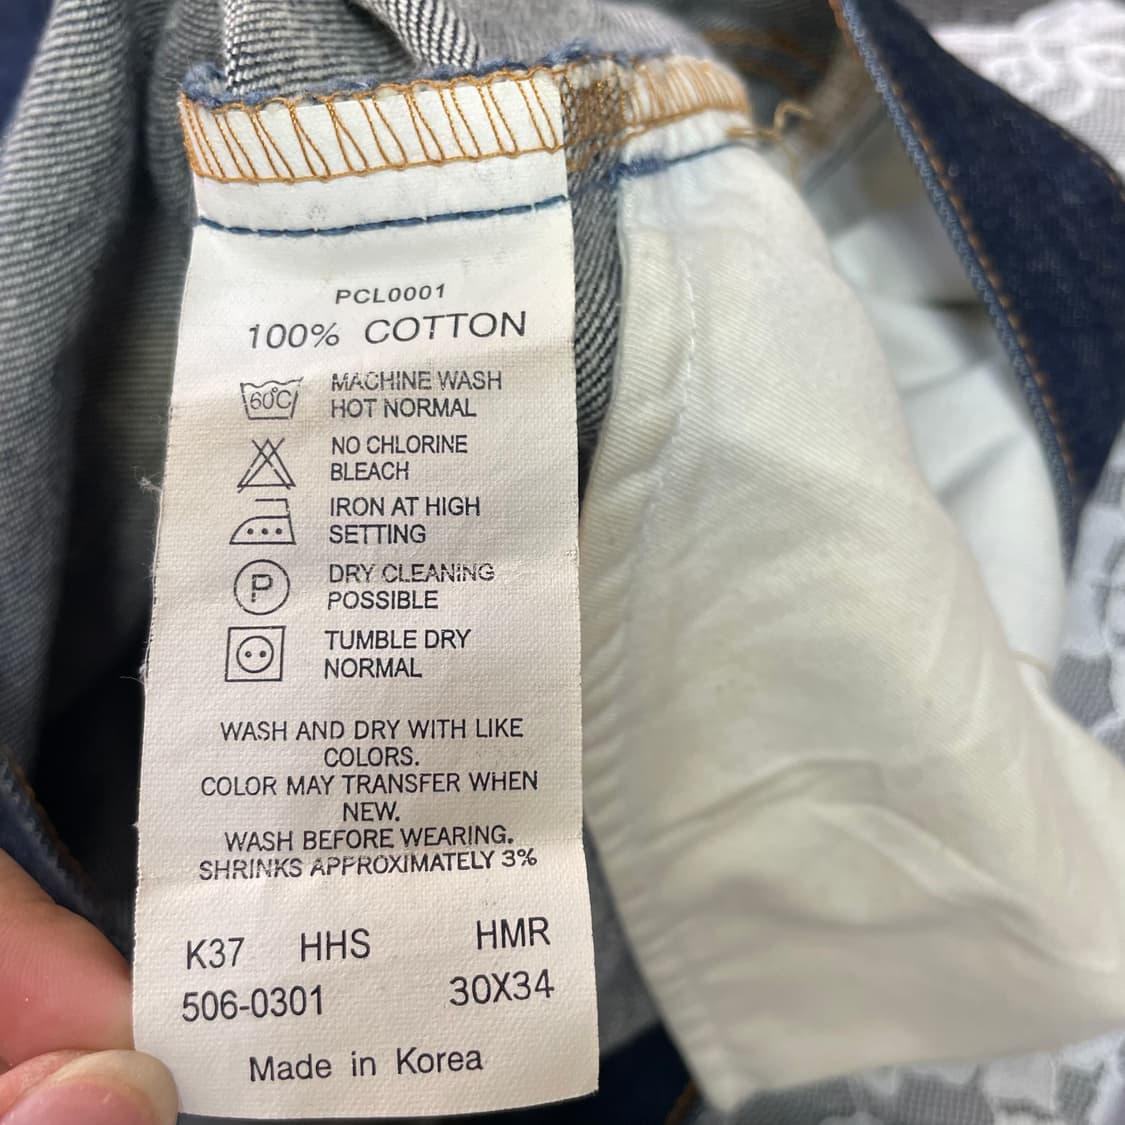 PCL0001
100% COTTON
60°C
MACHINE WASH
HOT NORMAL
NO CHLORINE
BLEACH
IRON AT HIGH
SETTING
P
DRY CLEANING
POSSIBLE
TUMBLE DRY
NORMAL
WASH AND DRY WITH LIKE
COLORS.
COLOR MAY TRANSFER WHEN
NEW.
WASH BEFORE WEARING.
SHRINKS APPROXIMATELY 3%
K37 HHS HMR
506-0301 30X34
Made in Korea